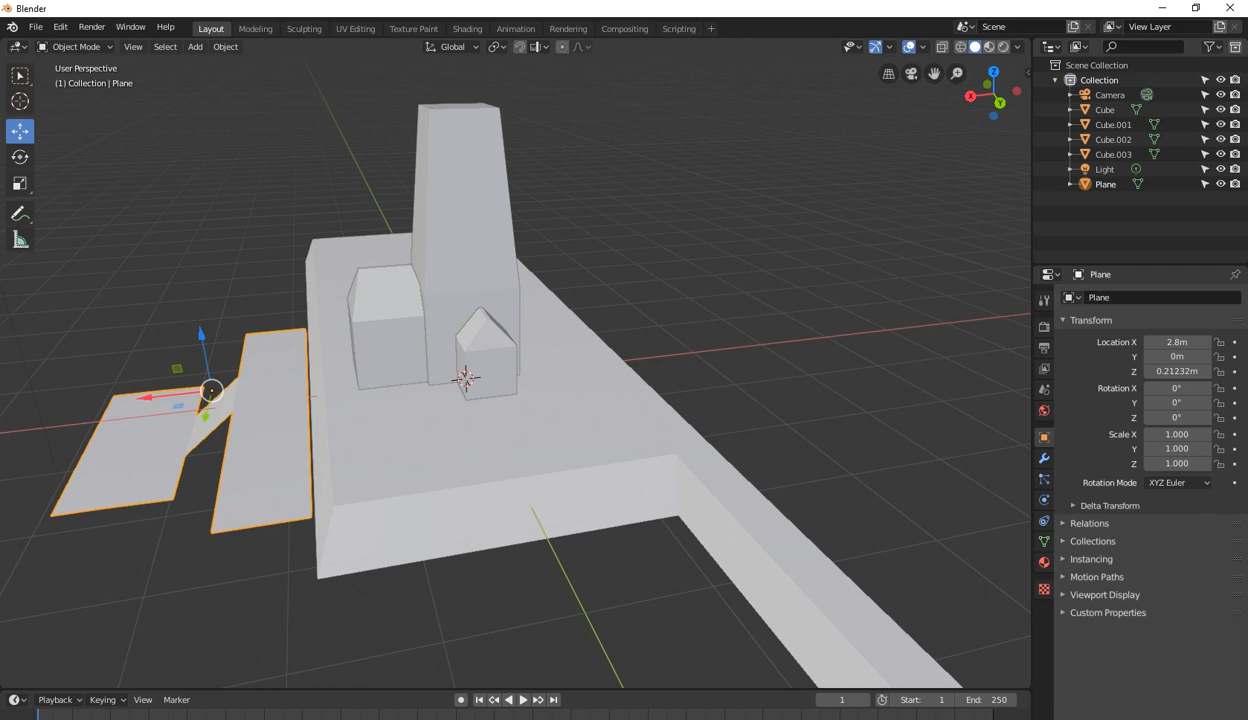 Blender
File Edit Render Window Help
Layout Modeling Sculpting UV Editing Texture Paint Shading Animation Rendering Compositing Scripting +
Scene
View Layer
Object Mode View Select Add Object
Global
User Perspective
(1) Collection | Plane
X
Y
Z
Scene Collection
Collection
Camera
Cube
Cube.001
Cube.002
Cube.003
Light
Plane
Plane
Plane
Transform
Location X 2.8m
Y 0m
Z 0.21232m
Rotation X 0°
Y 0°
Z 0°
Scale X 1.000
Y 1.000
Z 1.000
Rotation Mode XYZ Euler
Delta Transform
Relations
Collections
Instancing
Motion Paths
Viewport Display
Custom Properties
Playback Keying View Marker
1 Start: 1 End: 250